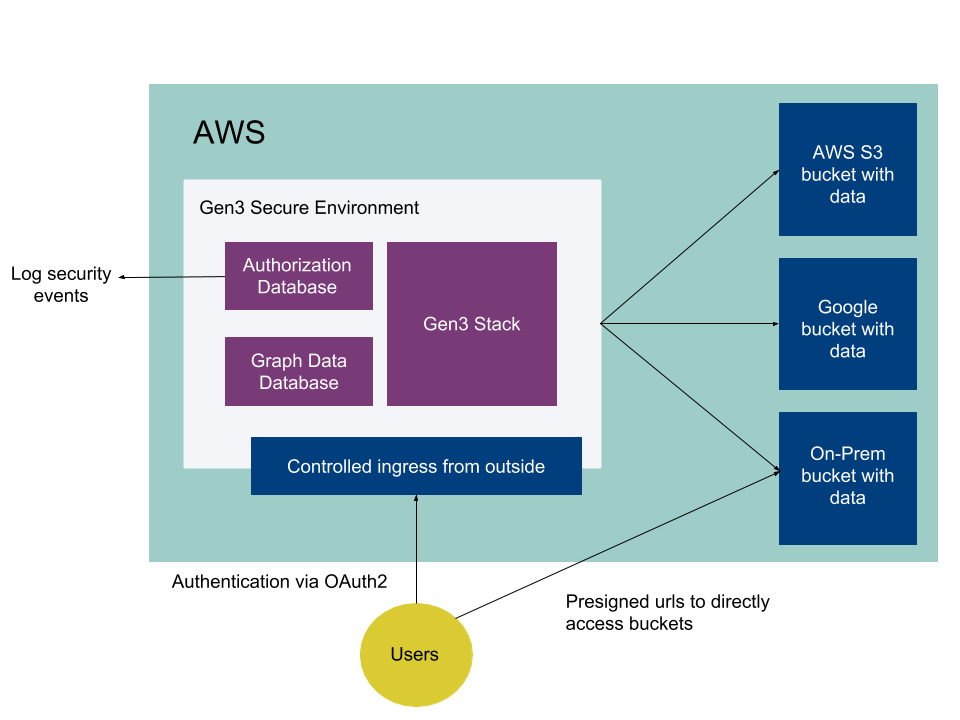 AWS
Gen3 Secure Environment
Authorization
Database
Graph Data
Database
Gen3 Stack
Controlled ingress from outside
Log security
events
AWS S3
bucket with
data
Google
bucket with
data
On-Prem
bucket with
data
Authentication via OAuth2
Presigned urls to directly
access buckets
Users